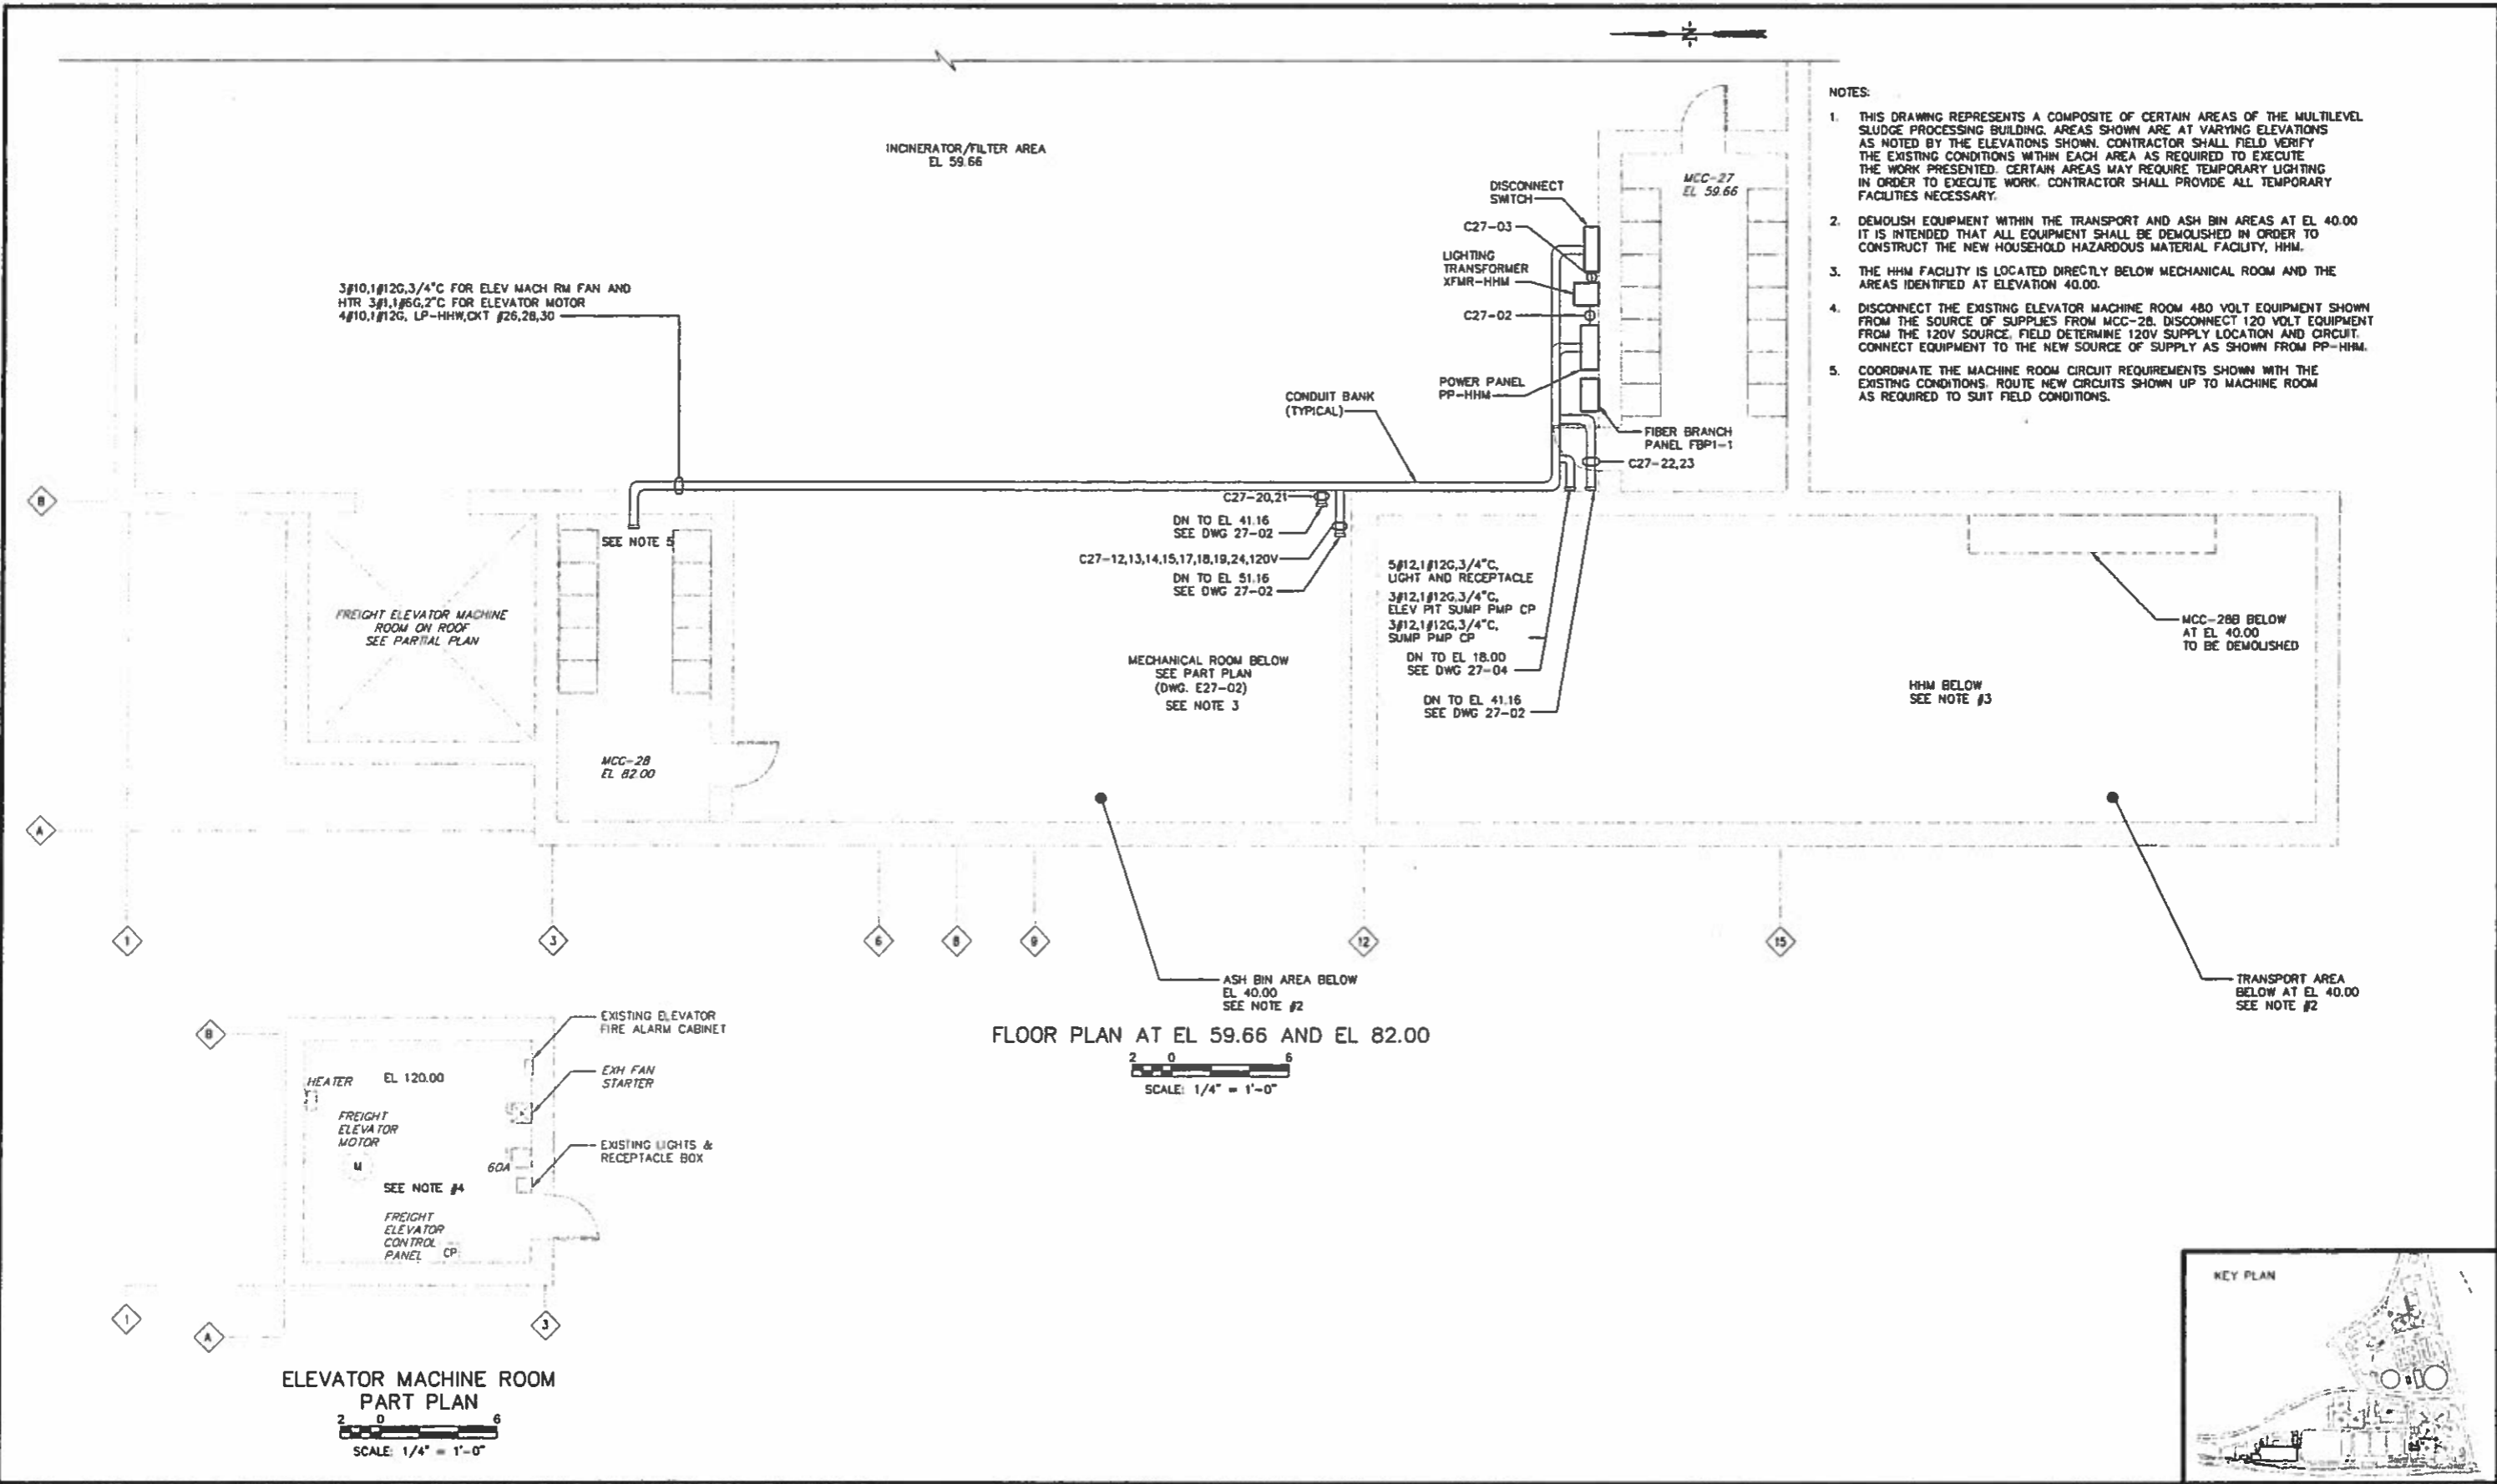 N
NOTES:
1. THIS DRAWING REPRESENTS A COMPOSITE OF CERTAIN AREAS OF THE MULTILEVEL
SLUDGE PROCESSING BUILDING. AREAS SHOWN ARE AT VARYING ELEVATIONS
AS NOTED BY THE ELEVATIONS SHOWN. CONTRACTOR SHALL FIELD VERIFY
THE EXISTING CONDITIONS WITHIN EACH AREA AS REQUIRED TO EXECUTE
THE WORK PRESENTED. CERTAIN AREAS MAY REQUIRE TEMPORARY LIGHTING
IN ORDER TO EXECUTE WORK. CONTRACTOR SHALL PROVIDE ALL TEMPORARY
FACILITIES NECESSARY.
2. DEMOLISH EQUIPMENT WITHIN THE TRANSPORT AND ASH BIN AREAS AT EL 40.00
IT IS INTENDED THAT ALL EQUIPMENT SHALL BE DEMOLISHED IN ORDER TO
CONSTRUCT THE NEW HOUSEHOLD HAZARDOUS MATERIAL FACILITY, HHM.
3. THE HHM FACILITY IS LOCATED DIRECTLY BELOW MECHANICAL ROOM AND THE
AREAS IDENTIFIED AT ELEVATION 40.00.
4. DISCONNECT THE EXISTING ELEVATOR MACHINE ROOM 480 VOLT EQUIPMENT SHOWN
FROM THE SOURCE OF SUPPLIES FROM MCC-28. DISCONNECT 120 VOLT EQUIPMENT
FROM THE 120V SOURCE. FIELD DETERMINE 120V SUPPLY LOCATION AND CIRCUIT.
CONNECT EQUIPMENT TO THE NEW SOURCE OF SUPPLY AS SHOWN FROM PP-HHM.
5. COORDINATE THE MACHINE ROOM CIRCUIT REQUIREMENTS SHOWN WITH THE
EXISTING CONDITIONS. ROUTE NEW CIRCUITS SHOWN UP TO MACHINE ROOM
AS REQUIRED TO SUIT FIELD CONDITIONS.
INCINERATOR/FILTER AREA
EL 59.66
MCC-27
EL 59.66
DISCONNECT
SWITCH
C27-03
LIGHTING
TRANSFORMER
XFMR-HHM
C27-02
POWER PANEL
PP-HHM
CONDUIT BANK
(TYPICAL)
FIBER BRANCH
PANEL FBP1-1
C27-22,23
3#10,1#12G,3/4"C FOR ELEV MACH RM FAN AND
HTR 3#1,1#6G,2"C FOR ELEVATOR MOTOR
4#10,1#12G, LP-HHW,CKT #26,28,30
B
SEE NOTE 5
C27-20,21
DN TO EL 41.16
SEE DWG 27-02
C27-12,13,14,15,17,18,19,24,120V
DN TO EL 51.16
SEE DWG 27-02
5#12,1#12G,3/4"C,
LIGHT AND RECEPTACLE
3#12,1#12G,3/4"C,
ELEV PIT SUMP PMP CP
3#12,1#12G,3/4"C,
SUMP PMP CP
DN TO EL 18.00
SEE DWG 27-04
DN TO EL 41.16
SEE DWG 27-02
FREIGHT ELEVATOR MACHINE
ROOM ON ROOF
SEE PARTIAL PLAN
MECHANICAL ROOM BELOW
SEE PART PLAN
(DWG. E27-02)
SEE NOTE 3
MCC-28B BELOW
AT EL 40.00
TO BE DEMOLISHED
HHM BELOW
SEE NOTE #3
MCC-28
EL 82.00
A
1
3
6
8
9
12
15
ASH BIN AREA BELOW
EL 40.00
SEE NOTE #2
TRANSPORT AREA
BELOW AT EL 40.00
SEE NOTE #2
FLOOR PLAN AT EL 59.66 AND EL 82.00
2 0 6
SCALE: 1/4" = 1'-0"
B
EXISTING ELEVATOR
FIRE ALARM CABINET
HEATER
EL 120.00
EXH FAN
STARTER
FREIGHT
ELEVATOR
MOTOR
M
EXISTING LIGHTS &
RECEPTACLE BOX
60A
SEE NOTE #4
FREIGHT
ELEVATOR
CONTROL
PANEL
CP
1
A
3
ELEVATOR MACHINE ROOM
PART PLAN
2 0 6
SCALE: 1/4" = 1'-0"
KEY PLAN